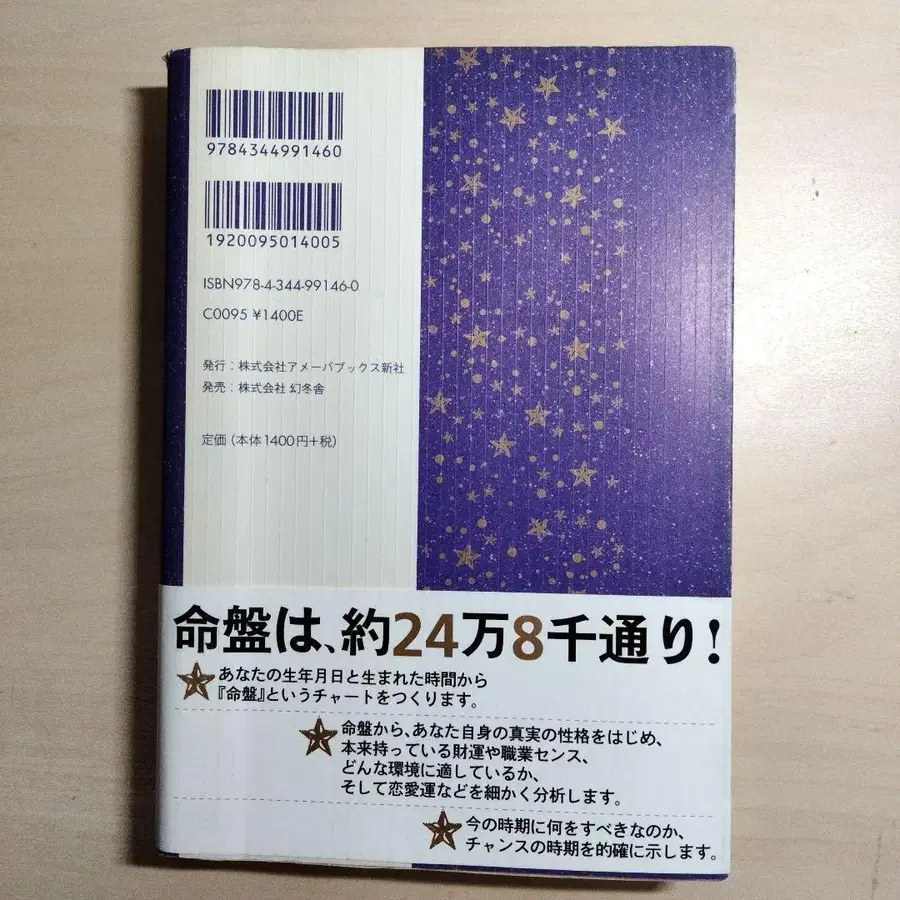 9784344991460
1920095014005
ISBN978-4-344-99146-0
C0095 ¥1400E
発行：株式会社アメーバブックス新社
発売：株式会社 幻冬舎
定価（本体1400円+税）
命盤は、約24万8千通り！
あなたの生年月日と生まれた時間から
『命盤』というチャートをつくります。
命盤から、あなた自身の真実の性格をはじめ、
本来持っている財運や職業センス、
どんな環境に適しているか、
そして恋愛運などを細かく分析します。
今の時期に何をすべきなのか、
チャンスの時期を的確に示します。